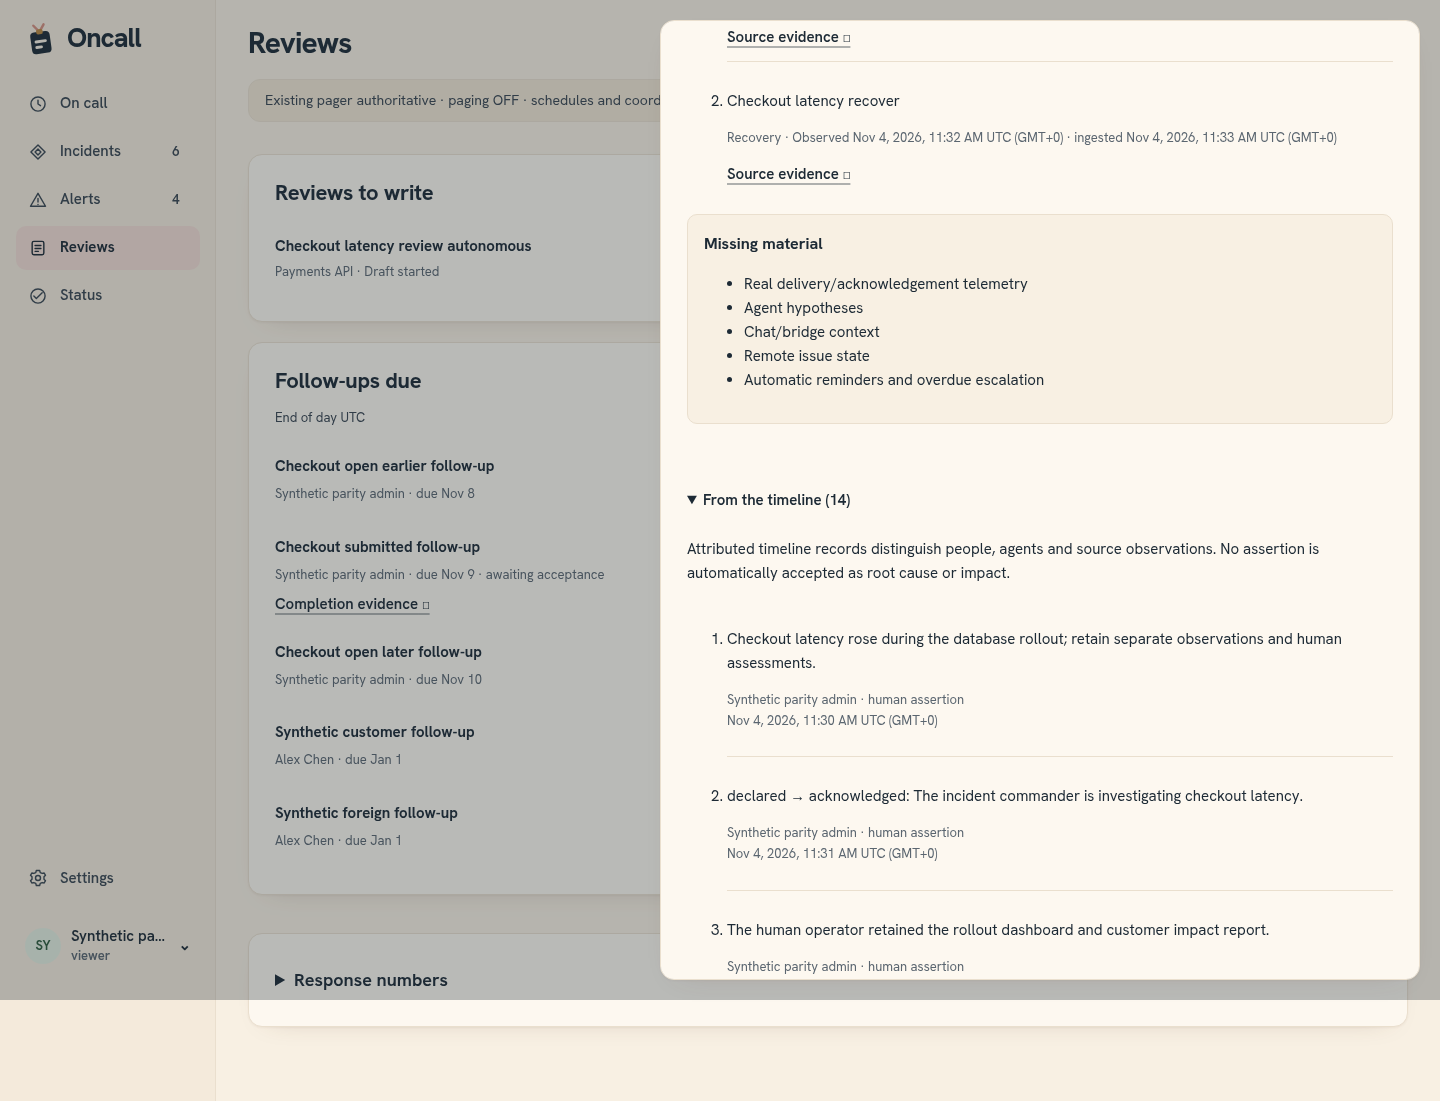 Oncall
On call
Incidents 6
Alerts 4
Reviews
Status
Settings
SY
Synthetic pa...
viewer
Reviews
Existing pager authoritative · paging OFF · schedules and coord
Reviews to write
Checkout latency review autonomous
Payments API · Draft started
Follow-ups due
End of day UTC
Checkout open earlier follow-up
Synthetic parity admin · due Nov 8
Checkout submitted follow-up
Synthetic parity admin · due Nov 9 · awaiting acceptance
Completion evidence
Checkout open later follow-up
Synthetic parity admin · due Nov 10
Synthetic customer follow-up
Alex Chen · due Jan 1
Synthetic foreign follow-up
Alex Chen · due Jan 1
Response numbers
Source evidence
2. Checkout latency recover
Recovery · Observed Nov 4, 2026, 11:32 AM UTC (GMT+0) · ingested Nov 4, 2026, 11:33 AM UTC (GMT+0)
Source evidence
Missing material
• Real delivery/acknowledgement telemetry
• Agent hypotheses
• Chat/bridge context
• Remote issue state
• Automatic reminders and overdue escalation
From the timeline (14)
Attributed timeline records distinguish people, agents and source observations. No assertion is
automatically accepted as root cause or impact.
1. Checkout latency rose during the database rollout; retain separate observations and human
assessments.
Synthetic parity admin · human assertion
Nov 4, 2026, 11:30 AM UTC (GMT+0)
2. declared → acknowledged: The incident commander is investigating checkout latency.
Synthetic parity admin · human assertion
Nov 4, 2026, 11:31 AM UTC (GMT+0)
3. The human operator retained the rollout dashboard and customer impact report.
Synthetic parity admin · human assertion